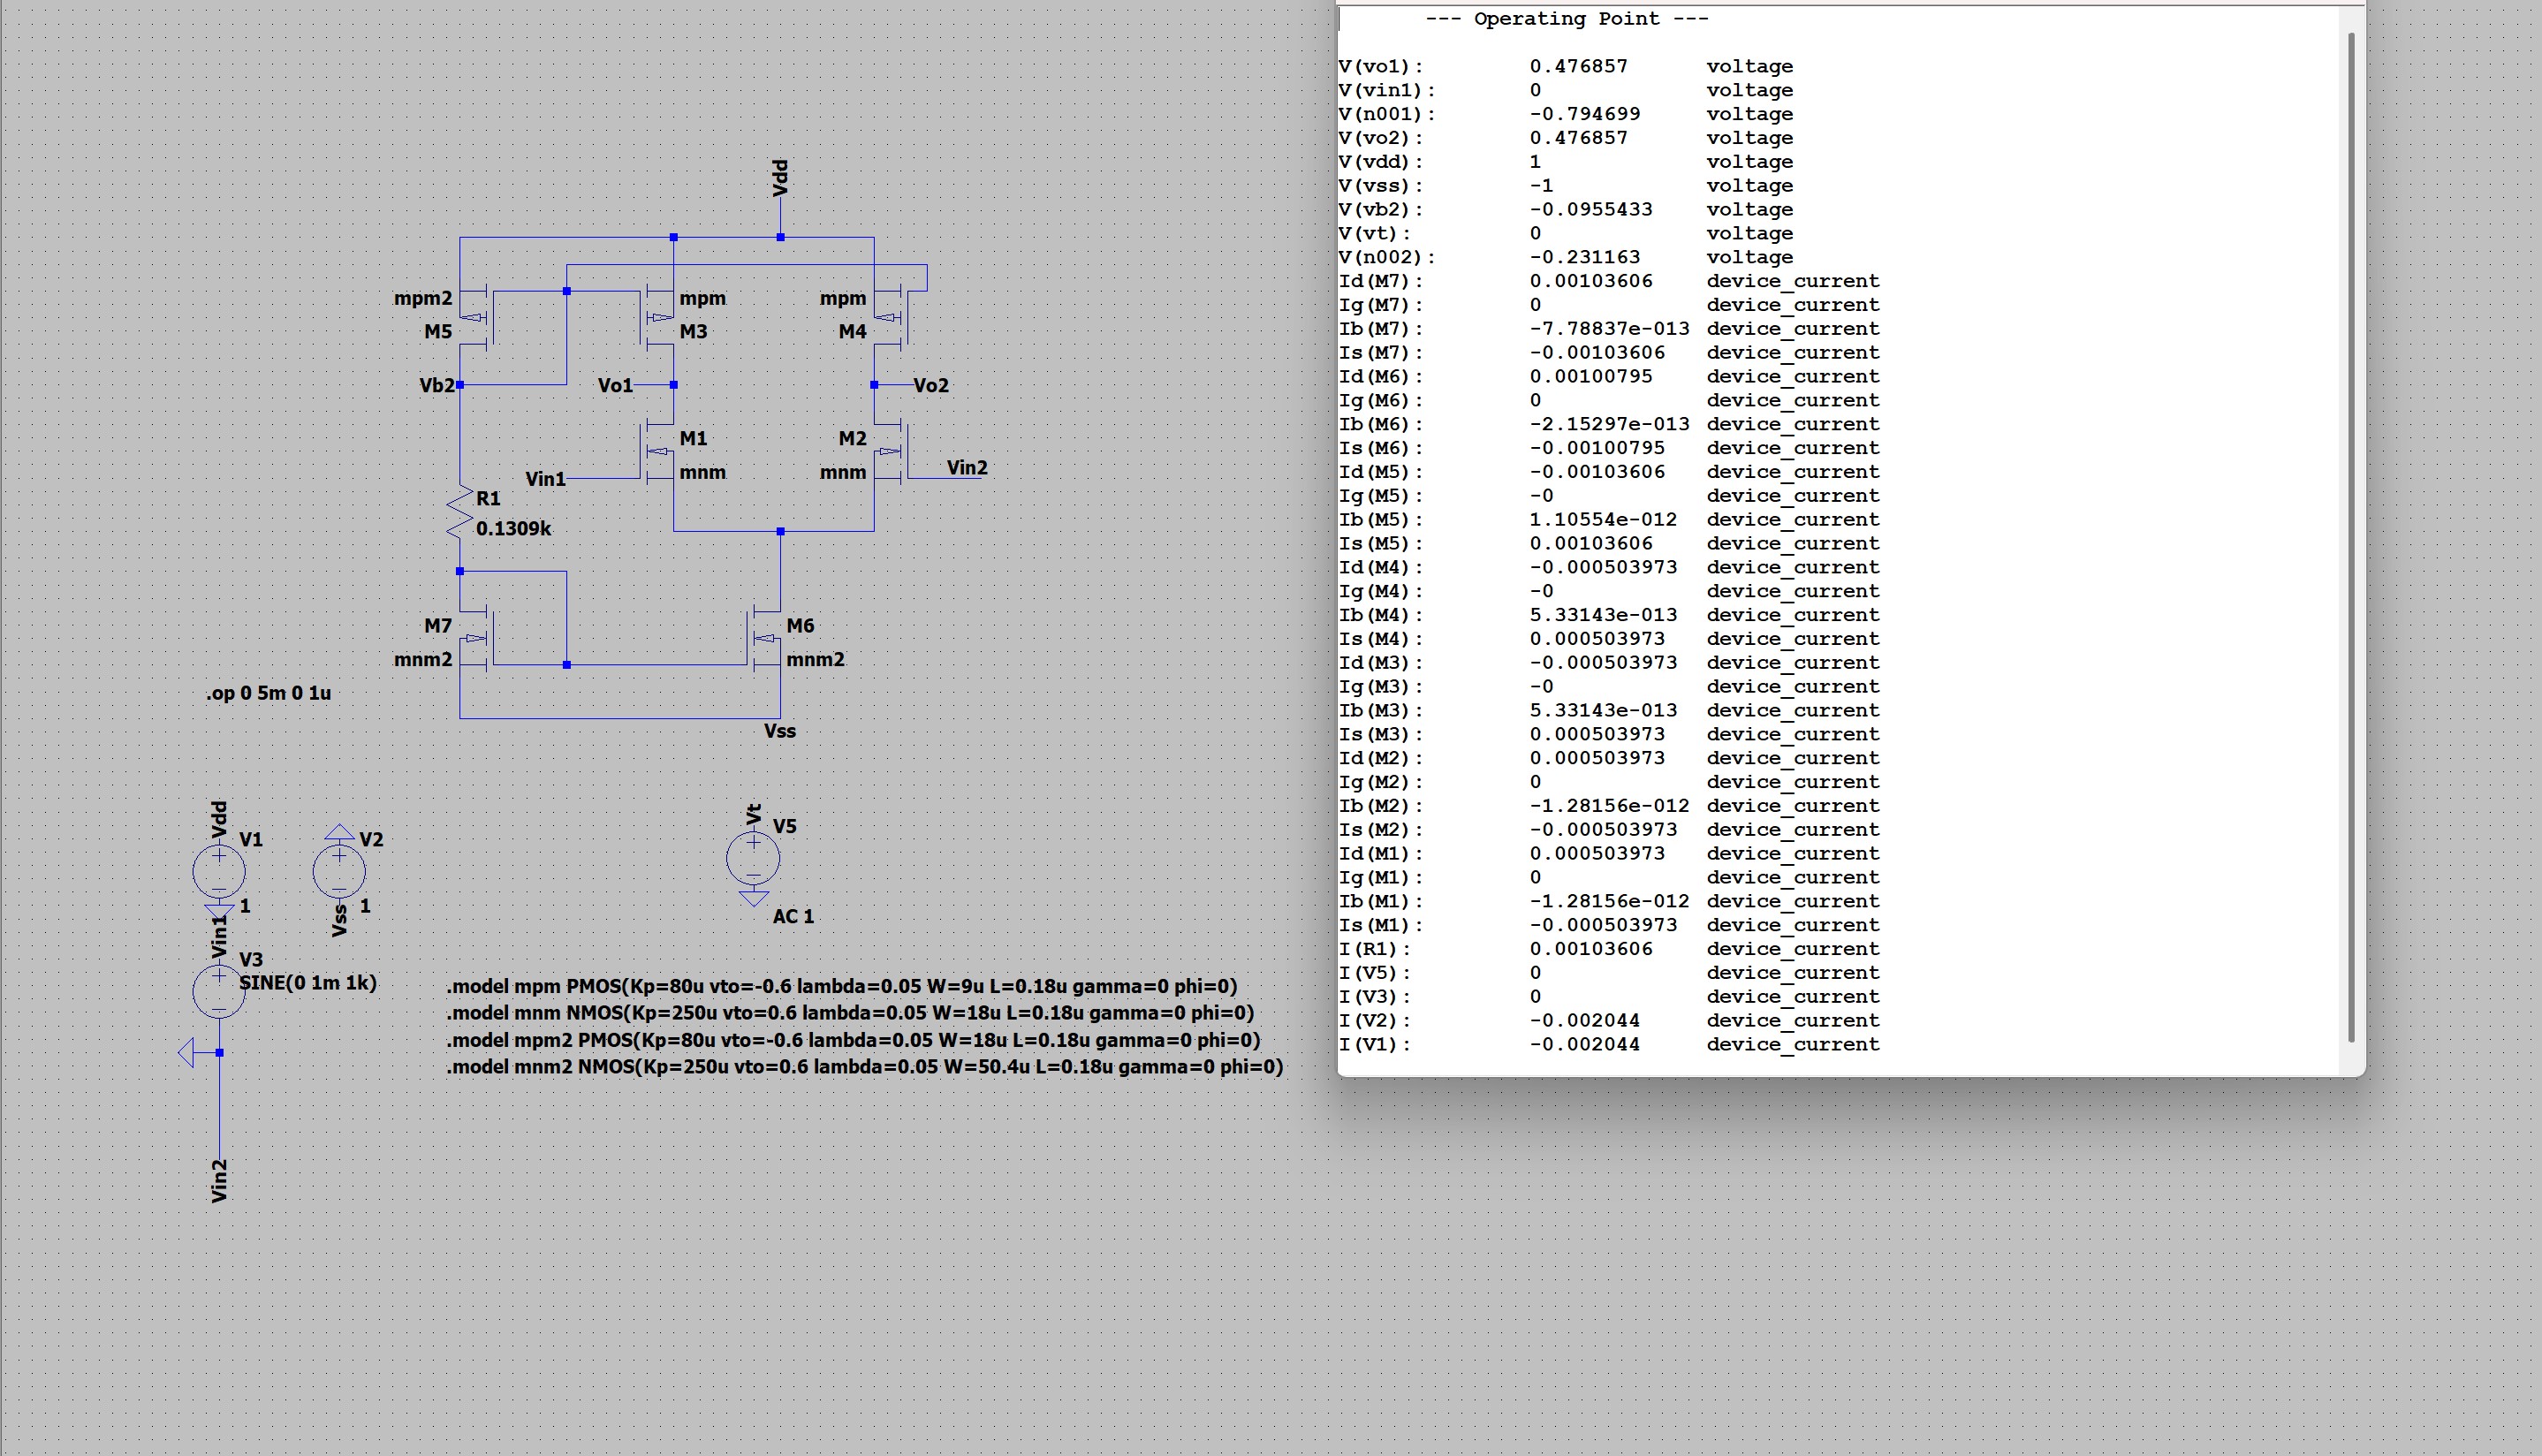 Vdd
mpm2
M5
mpm
M3
mpm
M4
Vb2
Vo1
Vo2
M1
mnm
M2
mnm
Vin1
Vin2
R1
0.1309k
M7
mnm2
M6
mnm2
.op 0 5m 0 1u
Vss
Vdd
V1
1
V2
Vss
1
Vt
V5
AC 1
Vin1
V3
SINE(0 1m 1k)
Vin2
.model mpm PMOS(Kp=80u vto=-0.6 lambda=0.05 W=9u L=0.18u gamma=0 phi=0)
.model mnm NMOS(Kp=250u vto=0.6 lambda=0.05 W=18u L=0.18u gamma=0 phi=0)
.model mpm2 PMOS(Kp=80u vto=-0.6 lambda=0.05 W=18u L=0.18u gamma=0 phi=0)
.model mnm2 NMOS(Kp=250u vto=0.6 lambda=0.05 W=50.4u L=0.18u gamma=0 phi=0)
--- Operating Point ---
V(vo1): 0.476857 voltage
V(vin1): 0 voltage
V(n001): -0.794699 voltage
V(vo2): 0.476857 voltage
V(vdd): 1 voltage
V(vss): -1 voltage
V(vb2): -0.0955433 voltage
V(vt): 0 voltage
V(n002): -0.231163 voltage
Id(M7): 0.00103606 device_current
Ig(M7): 0 device_current
Ib(M7): -7.78837e-013 device_current
Is(M7): -0.00103606 device_current
Id(M6): 0.00100795 device_current
Ig(M6): 0 device_current
Ib(M6): -2.15297e-013 device_current
Is(M6): -0.00100795 device_current
Id(M5): -0.00103606 device_current
Ig(M5): -0 device_current
Ib(M5): 1.10554e-012 device_current
Is(M5): 0.00103606 device_current
Id(M4): -0.000503973 device_current
Ig(M4): -0 device_current
Ib(M4): 5.33143e-013 device_current
Is(M4): 0.000503973 device_current
Id(M3): -0.000503973 device_current
Ig(M3): -0 device_current
Ib(M3): 5.33143e-013 device_current
Is(M3): 0.000503973 device_current
Id(M2): 0.000503973 device_current
Ig(M2): 0 device_current
Ib(M2): -1.28156e-012 device_current
Is(M2): -0.000503973 device_current
Id(M1): 0.000503973 device_current
Ig(M1): 0 device_current
Ib(M1): -1.28156e-012 device_current
Is(M1): -0.000503973 device_current
I(R1): 0.00103606 device_current
I(V5): 0 device_current
I(V3): 0 device_current
I(V2): -0.002044 device_current
I(V1): -0.002044 device_current